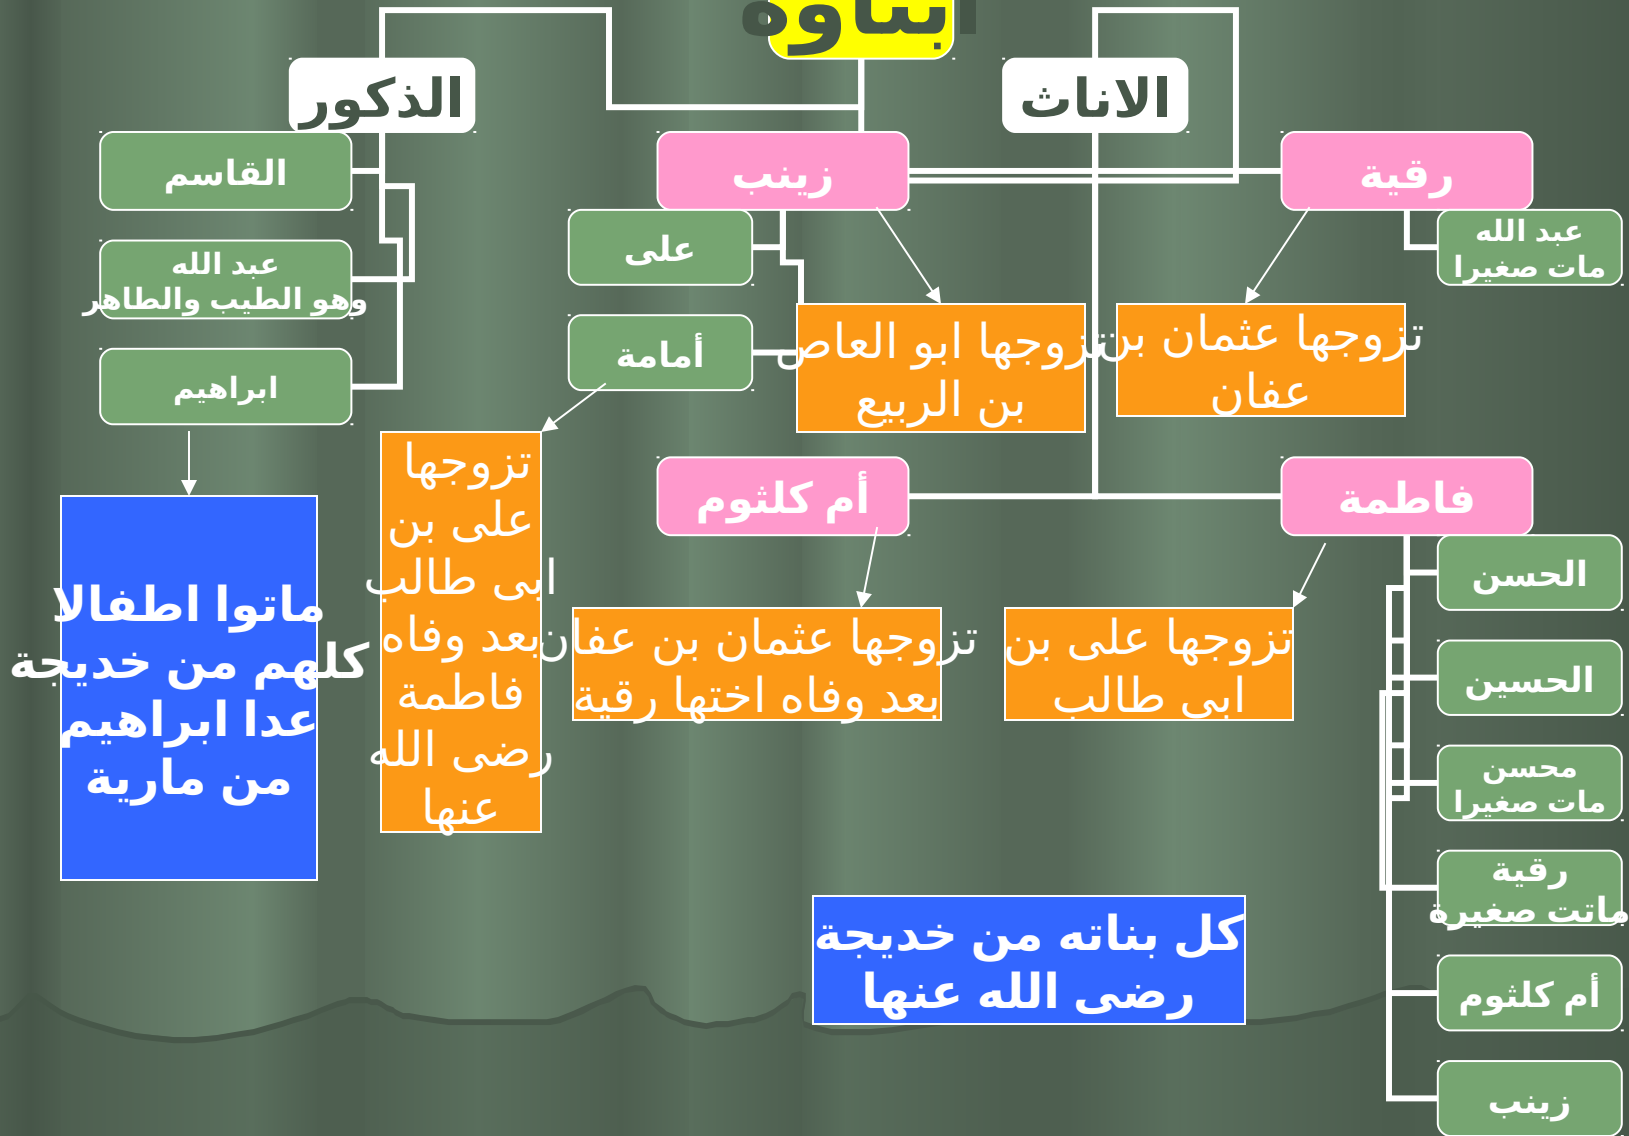 ابناؤه
الاناث
الذكور
رقية
زينب
القاسم
عبد الله
مات صغيرا
على
عبد الله
وهو الطيب والطاهر
تزوجها عثمان بن
عفان
تزوجها ابو العاص
بن الربيع
أمامة
ابراهيم
فاطمة
أم كلثوم
تزوجها
على بن
ابى طالب
بعد وفاه
فاطمة
رضى الله
عنها
ماتوا اطفالا
كلهم من خديجة
عدا ابراهيم
من مارية
الحسن
تزوجها على بن
ابى طالب
تزوجها عثمان بن عفان
بعد وفاه اختها رقية
الحسين
محسن
مات صغيرا
رقية
ماتت صغيرة
كل بناته من خديجة
رضى الله عنها
أم كلثوم
زينب